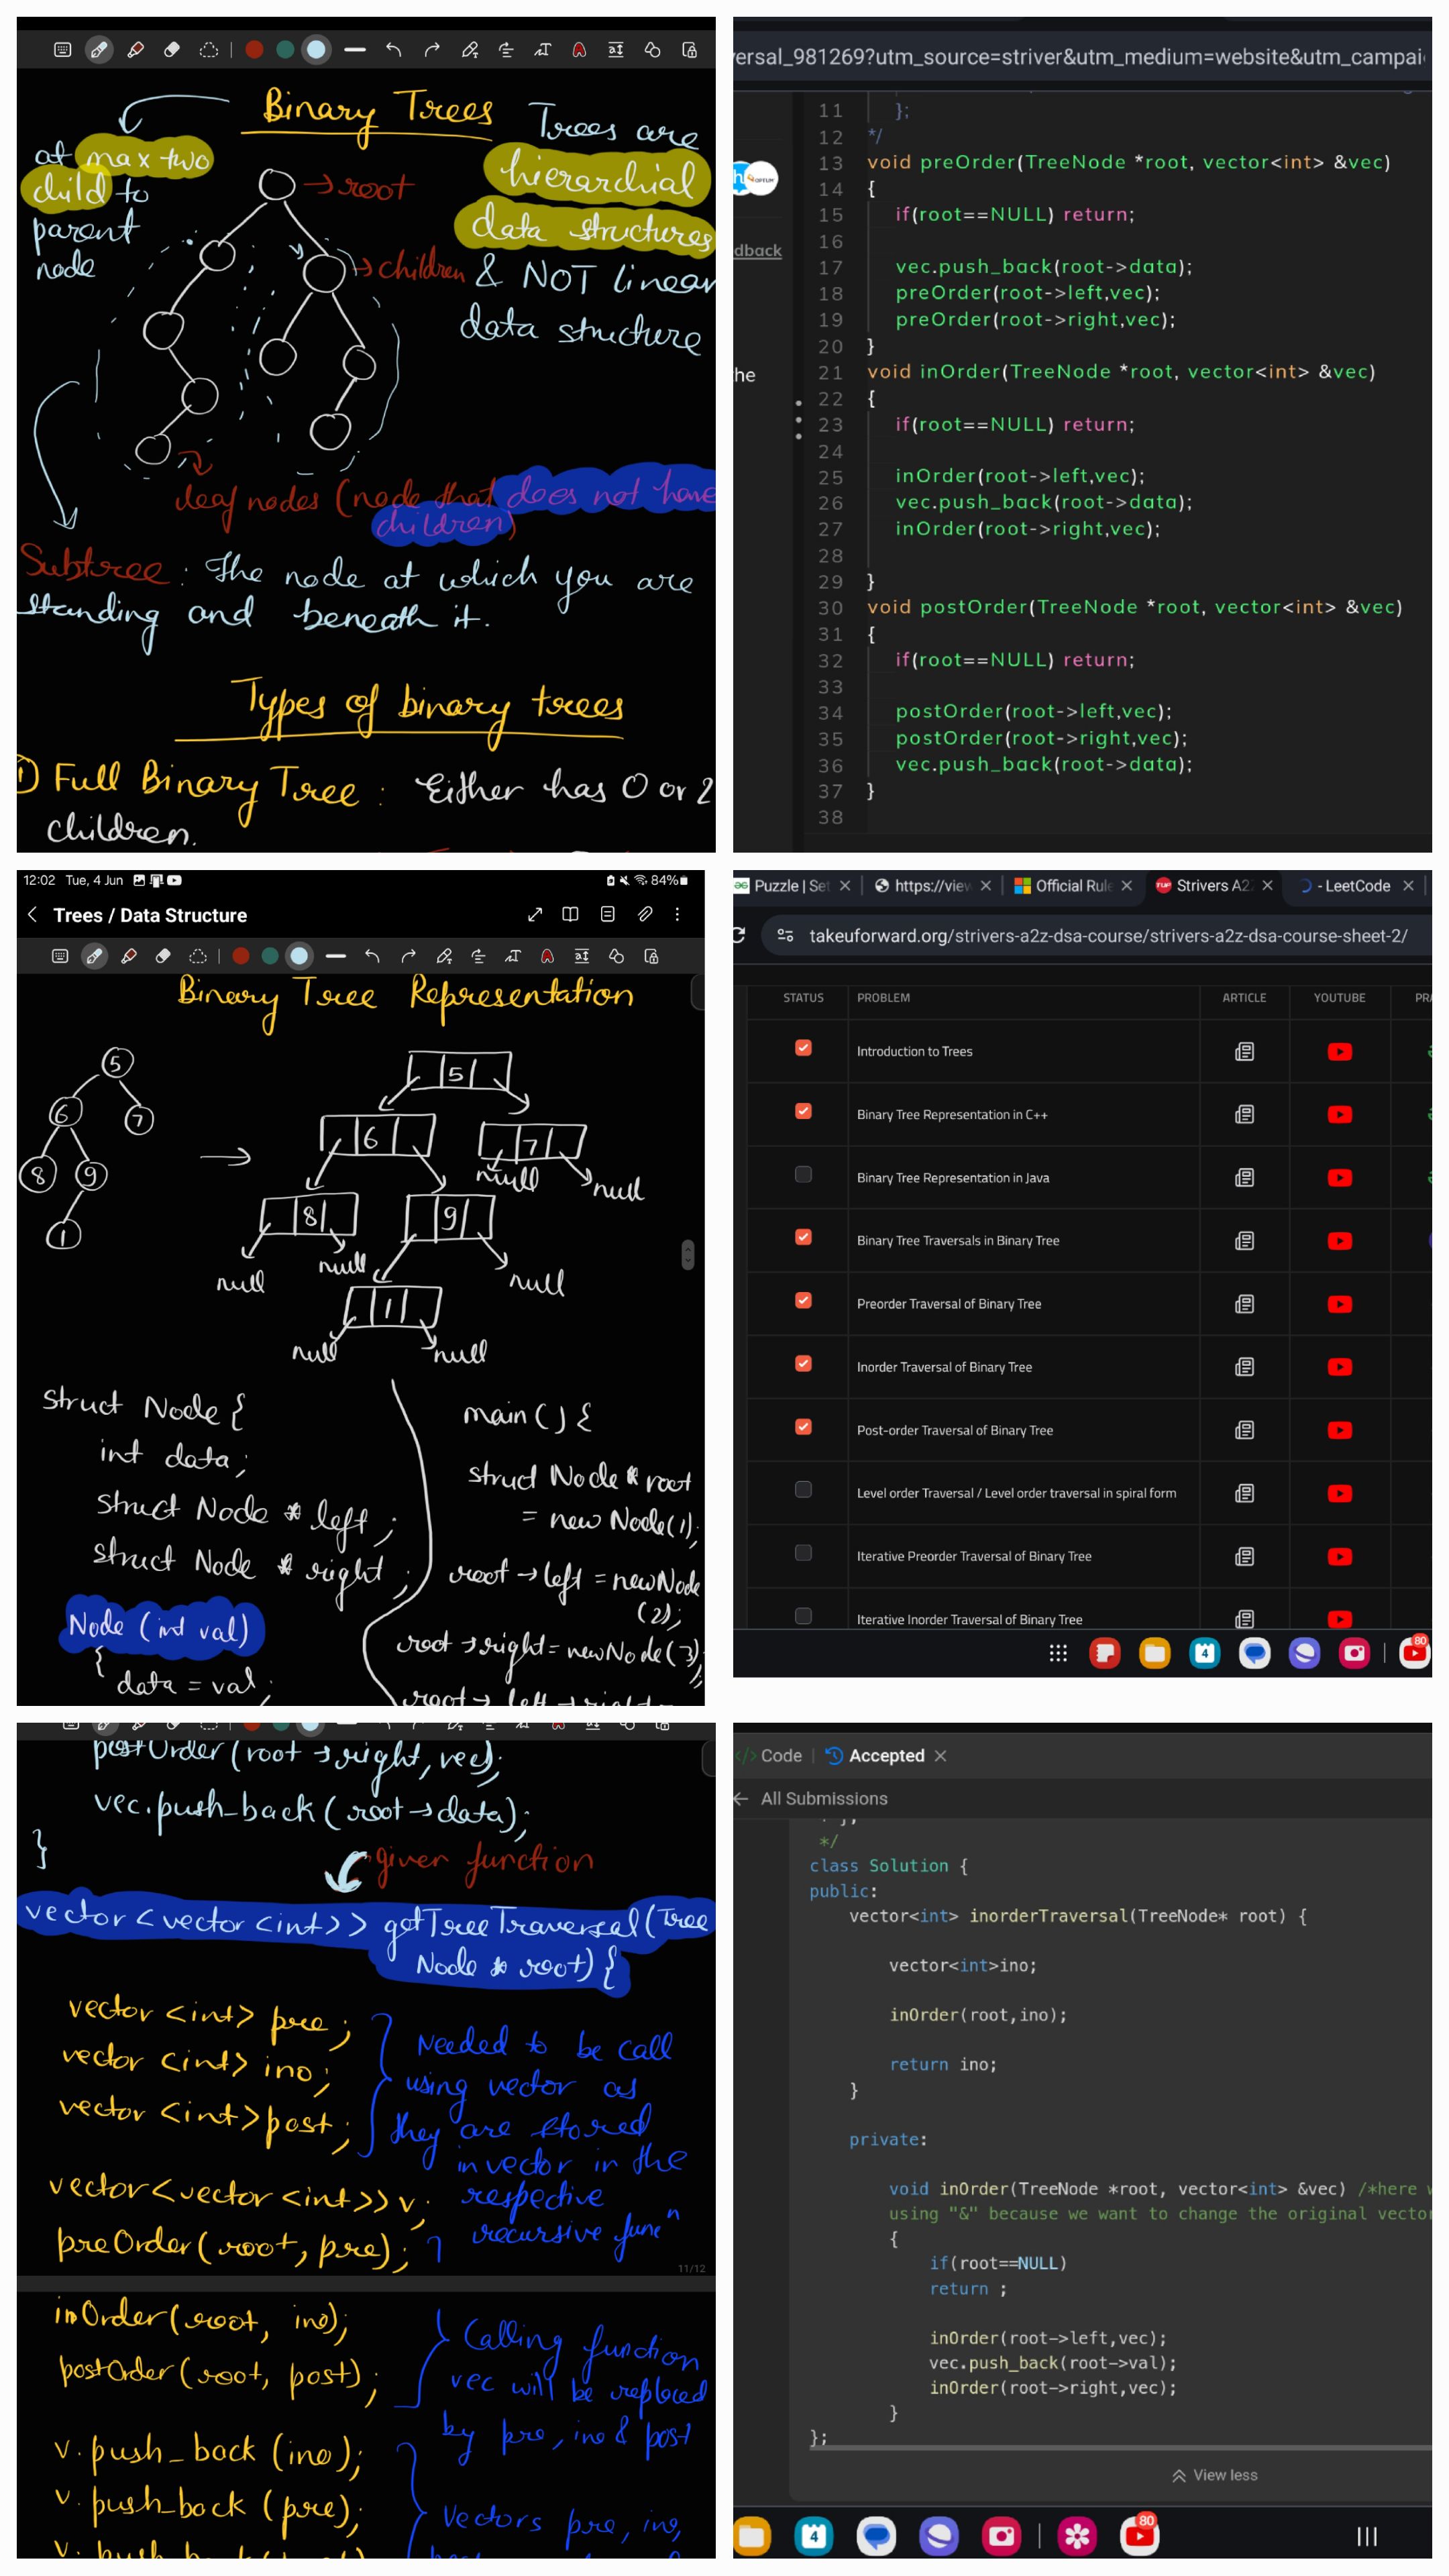 Binary Trees
Trees are
hierarchial
data structures
& NOT linear
data structure
at max two
child to
parent
node
→ root
→ children
leaf nodes (node that does not have
children)
Subtree : The node at which you are
standing and beneath it.
Types of binary trees
① Full Binary Tree : Either has 0 or 2
children.
ersal_981269?utm_source=striver&utm_medium=website&utm_campai
dback
he
11 };
12 */
13 void preOrder(TreeNode *root, vector<int> &vec)
14 {
15 if(root==NULL) return;
16
17 vec.push_back(root->data);
18 preOrder(root->left,vec);
19 preOrder(root->right,vec);
20 }
21 void inOrder(TreeNode *root, vector<int> &vec)
22 {
23 if(root==NULL) return;
24
25 inOrder(root->left,vec);
26 vec.push_back(root->data);
27 inOrder(root->right,vec);
28
29 }
30 void postOrder(TreeNode *root, vector<int> &vec)
31 {
32 if(root==NULL) return;
33
34 postOrder(root->left,vec);
35 postOrder(root->right,vec);
36 vec.push_back(root->data);
37 }
38
12:02 Tue, 4 Jun 84%
Trees / Data Structure
Binary Tree Representation
5
6 7
8 9
1
5
6 7
null null
8 9
null null null
1
null null
struct Node {
int data;
struct Node * left ;
struct Node * right ;
Node (int val)
{
data = val ;
main() {
struct Node * root
= new Node(1);
root → left = new Node
(2);
root → right = new Node(3);
root → left → right =
Puzzle | Set
https://view
Official Rule
Strivers A2
- LeetCode
takeuforward.org/strivers-a2z-dsa-course/strivers-a2z-dsa-course-sheet-2/
STATUS PROBLEM ARTICLE YOUTUBE PRA
Introduction to Trees
Binary Tree Representation in C++
Binary Tree Representation in Java
Binary Tree Traversals in Binary Tree
Preorder Traversal of Binary Tree
Inorder Traversal of Binary Tree
Post-order Traversal of Binary Tree
Level order Traversal / Level order traversal in spiral form
Iterative Preorder Traversal of Binary Tree
Iterative Inorder Traversal of Binary Tree
4
80
postOrder (root → right, vec);
vec.push_back ( root → data);
}
given function
vector < vector <int>> getTreeTraversal (Tree
Node * root) {
vector <int> pre ;
vector <int> ino ;
vector <int> post ;
Needed to be call
using vector as
they are stored
in vector in the
respective
recursive funcⁿ
vector<vector <int>> v;
preOrder (root, pre) ;
11/12
inOrder (root, ino);
postOrder (root, post) ;
Calling function
vec will be replaced
by pre, ino & post
v. push_back (ino);
v. push_back (pre);
Vectors pre, ino,
</> Code
Accepted
All Submissions
*/
class Solution {
public:
vector<int> inorderTraversal(TreeNode* root) {
vector<int>ino;
inOrder(root,ino);
return ino;
}
private:
void inOrder(TreeNode *root, vector<int> &vec) /*here w
using "&" because we want to change the original vector
{
if(root==NULL)
return ;
inOrder(root->left,vec);
vec.push_back(root->val);
inOrder(root->right,vec);
}
};
View less
4
80